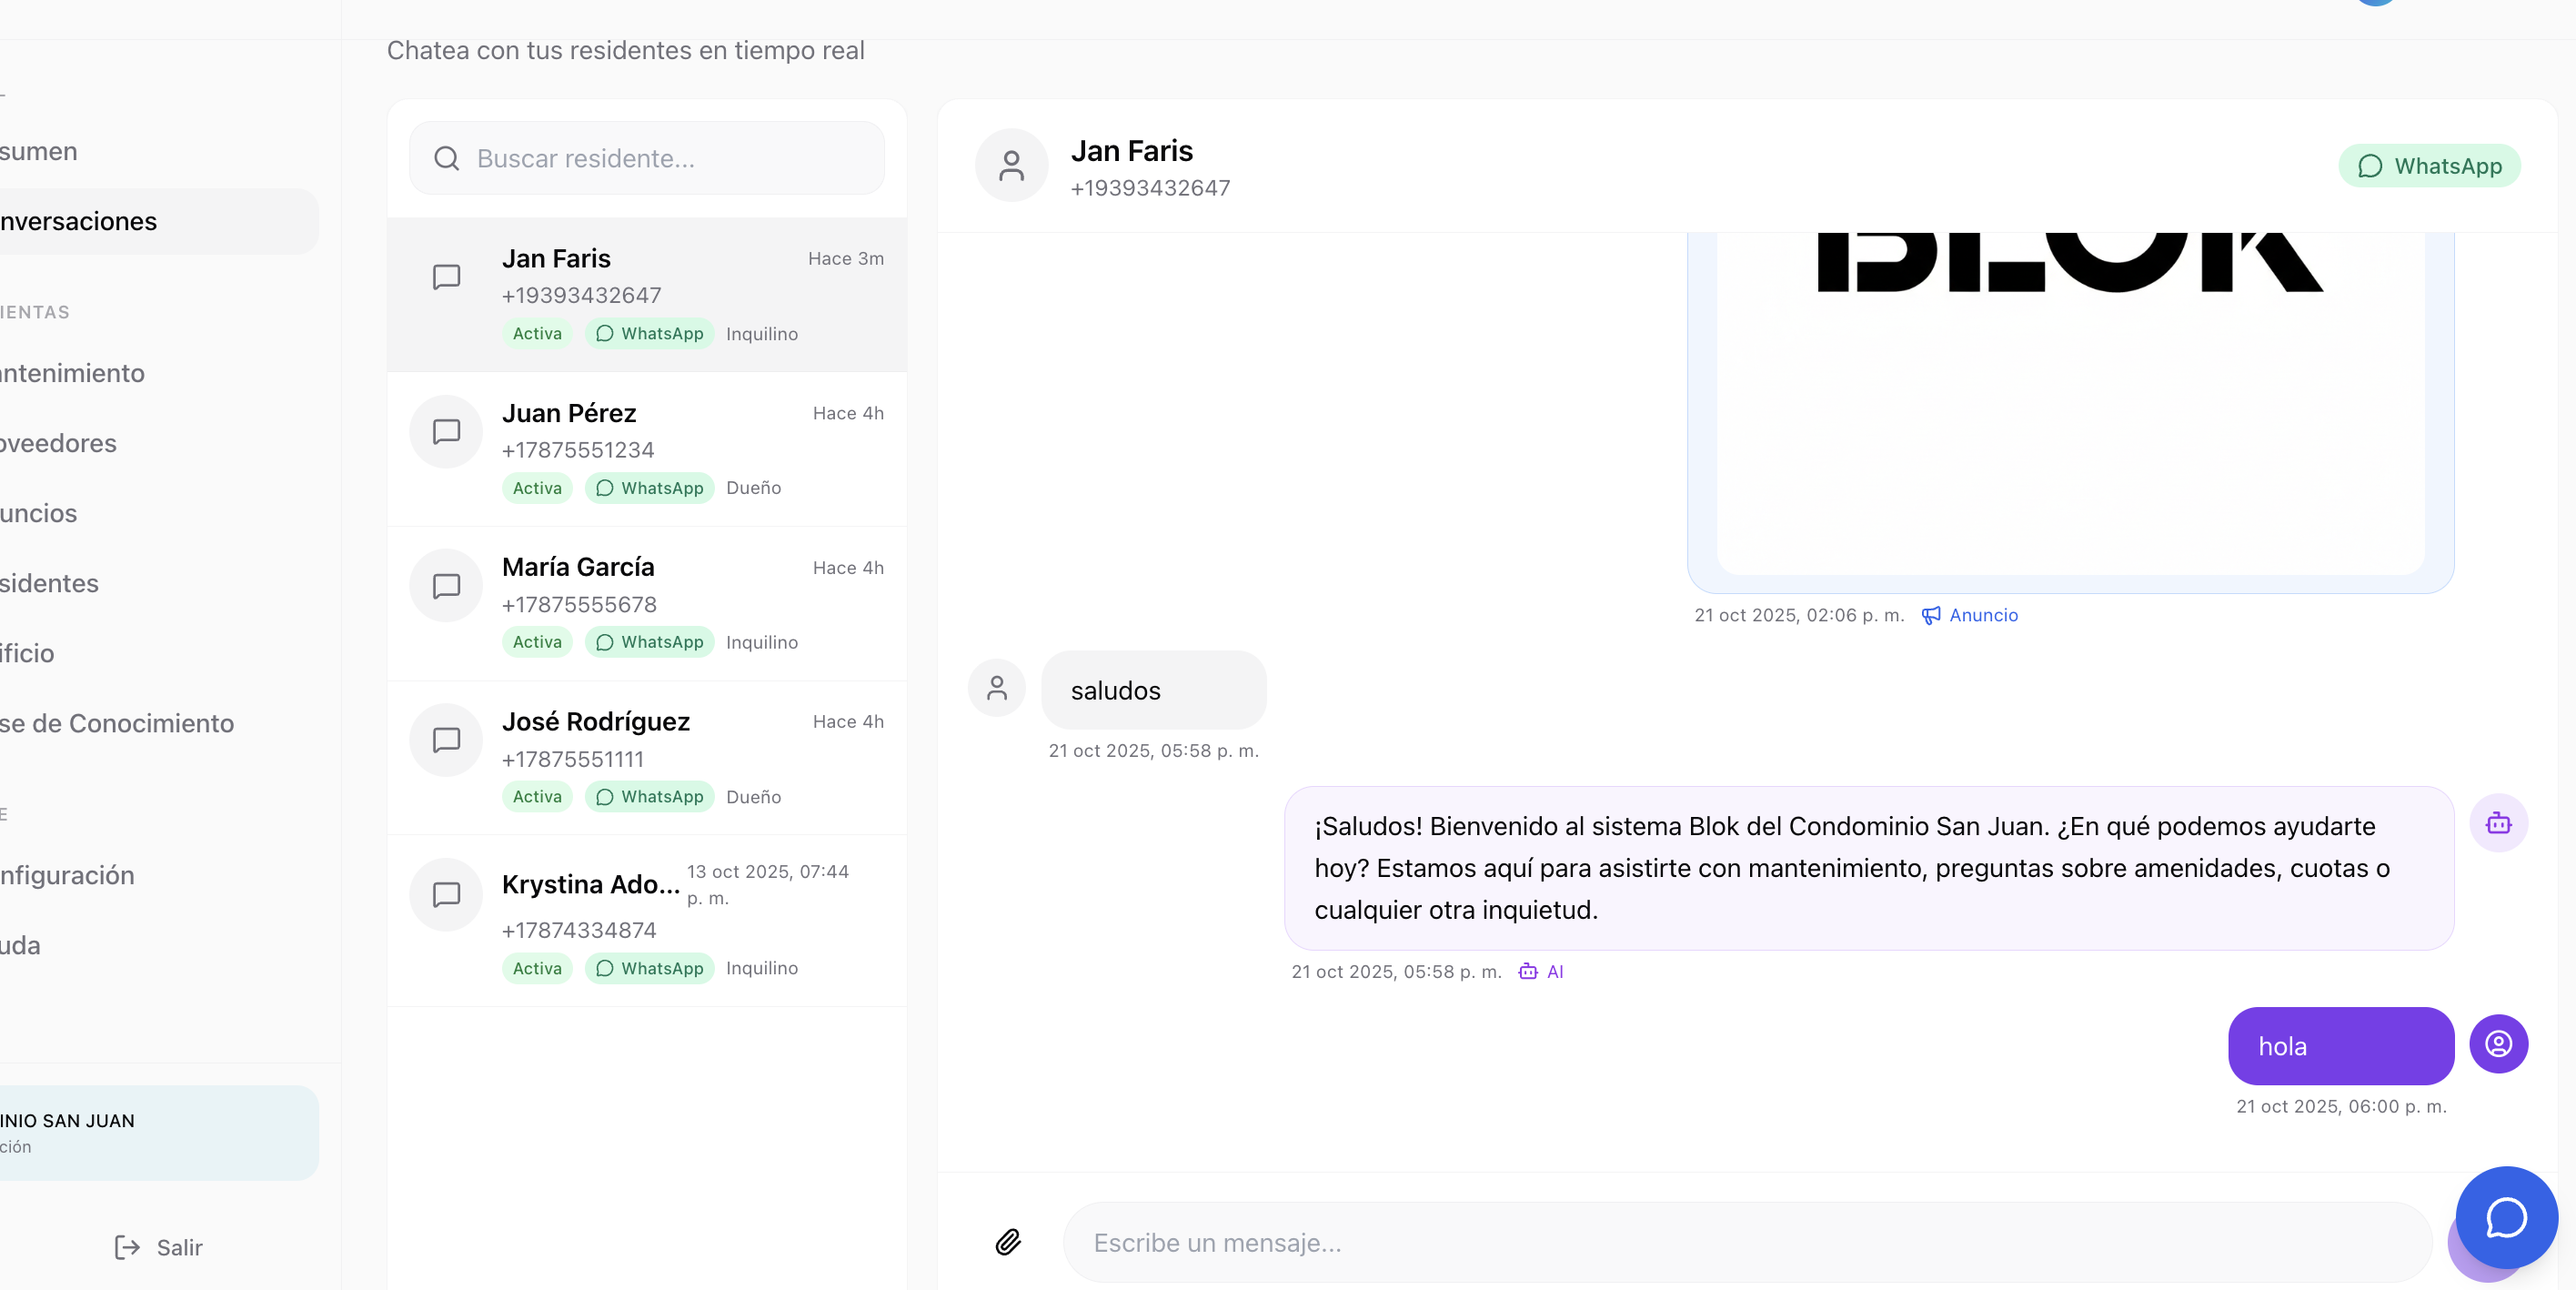 Chatea con tus residentes en tiempo real
sumen
nversaciones
IENTAS
ntenimiento
oveedores
uncios
sidentes
ificio
se de Conocimiento
E
nfiguración
uda
INIO SAN JUAN
ción
Salir
Buscar residente...
Jan Faris
Hace 3m
+19393432647
Activa
WhatsApp
Inquilino
Juan Pérez
Hace 4h
+17875551234
Activa
WhatsApp
Dueño
María García
Hace 4h
+17875555678
Activa
WhatsApp
Inquilino
José Rodríguez
Hace 4h
+17875551111
Activa
WhatsApp
Dueño
Krystina Ado...
13 oct 2025, 07:44
p. m.
+17874334874
Activa
WhatsApp
Inquilino
Jan Faris
+19393432647
WhatsApp
BLOK
21 oct 2025, 02:06 p. m.
Anuncio
saludos
21 oct 2025, 05:58 p. m.
¡Saludos! Bienvenido al sistema Blok del Condominio San Juan. ¿En qué podemos ayudarte
hoy? Estamos aquí para asistirte con mantenimiento, preguntas sobre amenidades, cuotas o
cualquier otra inquietud.
21 oct 2025, 05:58 p. m.
AI
hola
21 oct 2025, 06:00 p. m.
Escribe un mensaje...